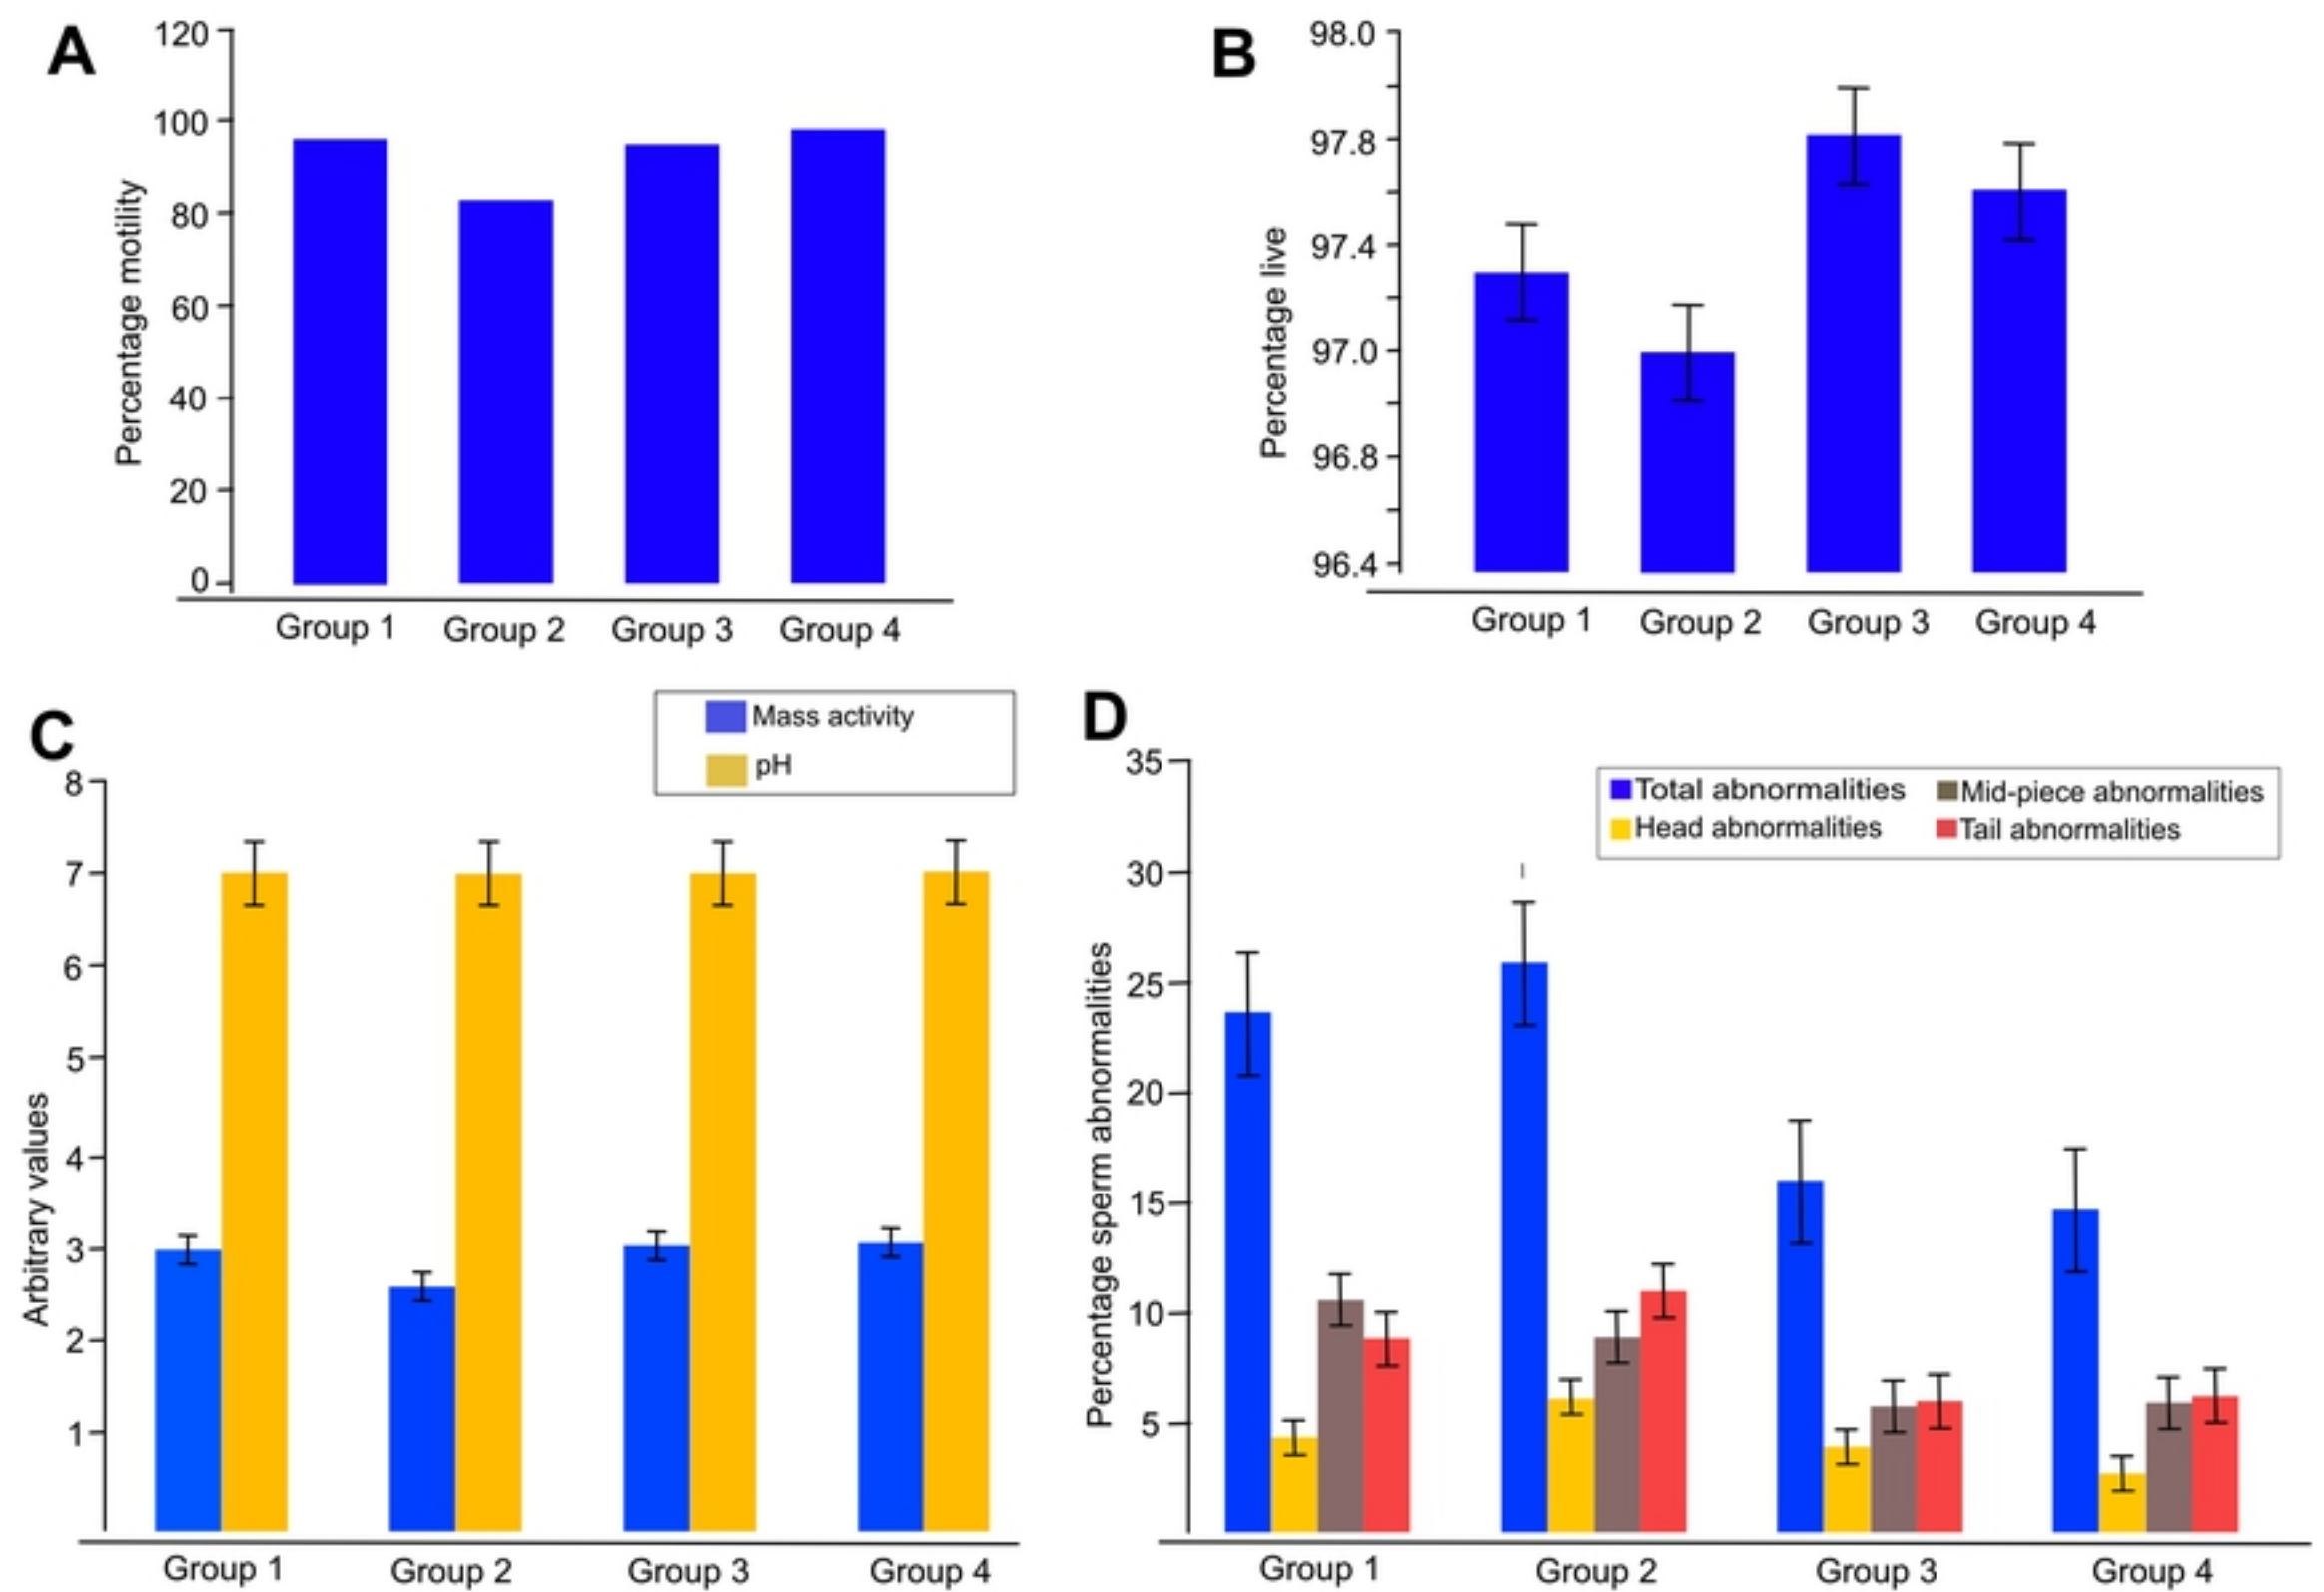 A
120
100
80
60
40
20
0
Percentage motility
Group 1 Group 2 Group 3 Group 4
B
98.0
97.8
97.4
97.0
96.8
96.4
Percentage live
Group 1 Group 2 Group 3 Group 4
C
Mass activity
pH
8
7
6
5
4
3
2
1
Arbitrary values
Group 1 Group 2 Group 3 Group 4
D
Total abnormalities Mid-piece abnormalities
Head abnormalities Tail abnormalities
35
30
25
20
15
10
5
Percentage sperm abnormalities
Group 1 Group 2 Group 3 Group 4